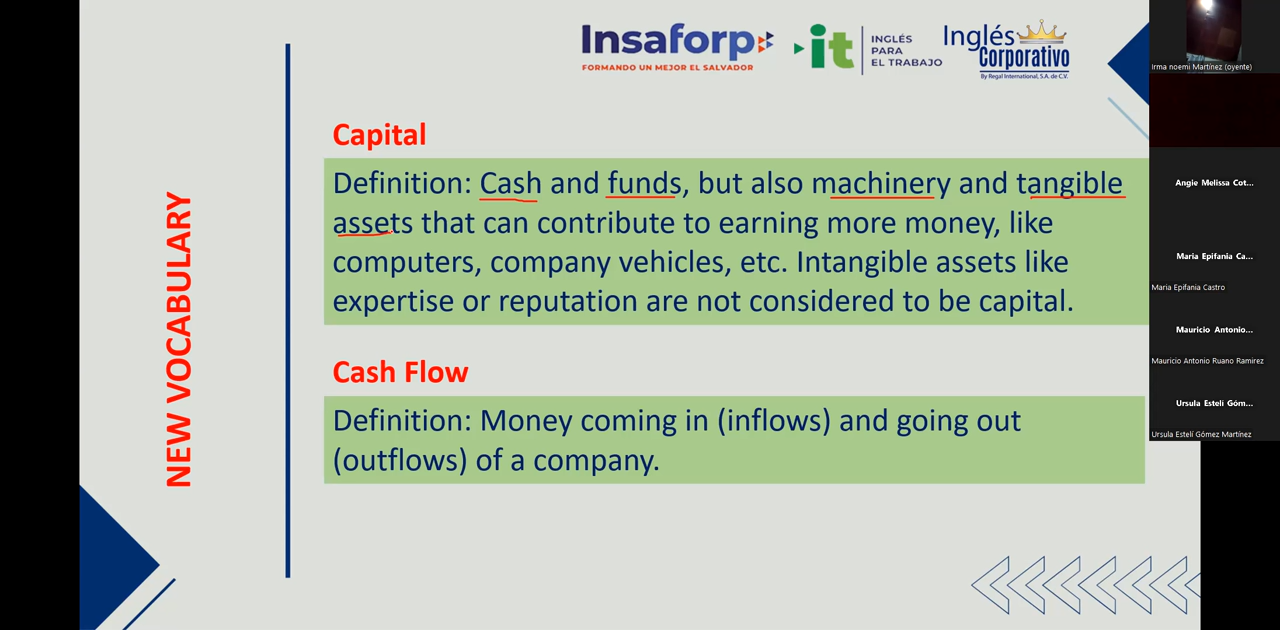 Insaforp
FORMANDO UN MEJOR EL SALVADOR
it
INGLÉS
PARA
EL TRABAJO
Inglés
Corporativo
By Regal International, S.A. de C.V.
NEW VOCABULARY
Capital
Definition: Cash and funds, but also machinery and tangible
assets that can contribute to earning more money, like
computers, company vehicles, etc. Intangible assets like
expertise or reputation are not considered to be capital.
Cash Flow
Definition: Money coming in (inflows) and going out
(outflows) of a company.
Irma noemi Martínez (oyente)
Angie Melissa Cot...
Maria Epifania Ca...
Maria Epifania Castro
Mauricio Antonio...
Mauricio Antonio Ruano Ramirez
Ursula Estelí Góm...
Ursula Estelí Gómez Martínez